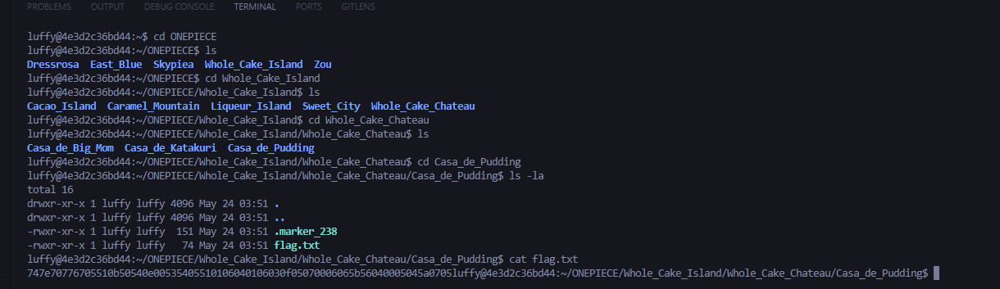 PROBLEMS OUTPUT DEBUG CONSOLE TERMINAL PORTS GITLENS
luffy@4e3d2c36bd44:~$ cd ONEPIECE
luffy@4e3d2c36bd44:~/ONEPIECE$ ls
Dressrosa East_Blue Skypiea Whole_Cake_Island Zou
luffy@4e3d2c36bd44:~/ONEPIECE$ cd Whole_Cake_Island
luffy@4e3d2c36bd44:~/ONEPIECE/Whole_Cake_Island$ ls
Cacao_Island Caramel_Mountain Liqueur_Island Sweet_City Whole_Cake_Chateau
luffy@4e3d2c36bd44:~/ONEPIECE/Whole_Cake_Island$ cd Whole_Cake_Chateau
luffy@4e3d2c36bd44:~/ONEPIECE/Whole_Cake_Island/Whole_Cake_Chateau$ ls
Casa_de_Big_Mom Casa_de_Katakuri Casa_de_Pudding
luffy@4e3d2c36bd44:~/ONEPIECE/Whole_Cake_Island/Whole_Cake_Chateau$ cd Casa_de_Pudding
luffy@4e3d2c36bd44:~/ONEPIECE/Whole_Cake_Island/Whole_Cake_Chateau/Casa_de_Pudding$ ls -la
total 16
drwxr-xr-x 1 luffy luffy 4096 May 24 03:51 .
drwxr-xr-x 1 luffy luffy 4096 May 24 03:51 ..
-rwxr-xr-x 1 luffy luffy 151 May 24 03:51 .marker_238
-rwxr-xr-x 1 luffy luffy 74 May 24 03:51 flag.txt
luffy@4e3d2c36bd44:~/ONEPIECE/Whole_Cake_Island/Whole_Cake_Chateau/Casa_de_Pudding$ cat flag.txt
747e70776705510b50540e00535405510106040106030f05070006065b56040005045a0705luffy@4e3d2c36bd44:~/ONEPIECE/Whole_Cake_Island/Whole_Cake_Chateau/Casa_de_Pudding$